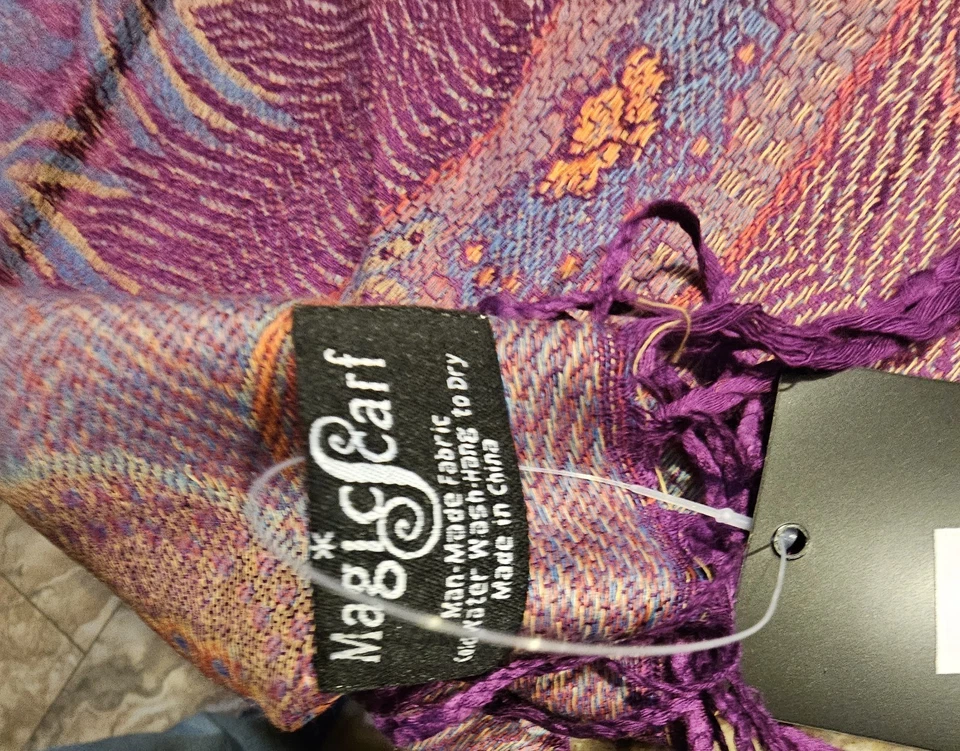 Magic Scarf
Man-Made Fabric
Cold Water Wash-Hang to Dry
Made in China